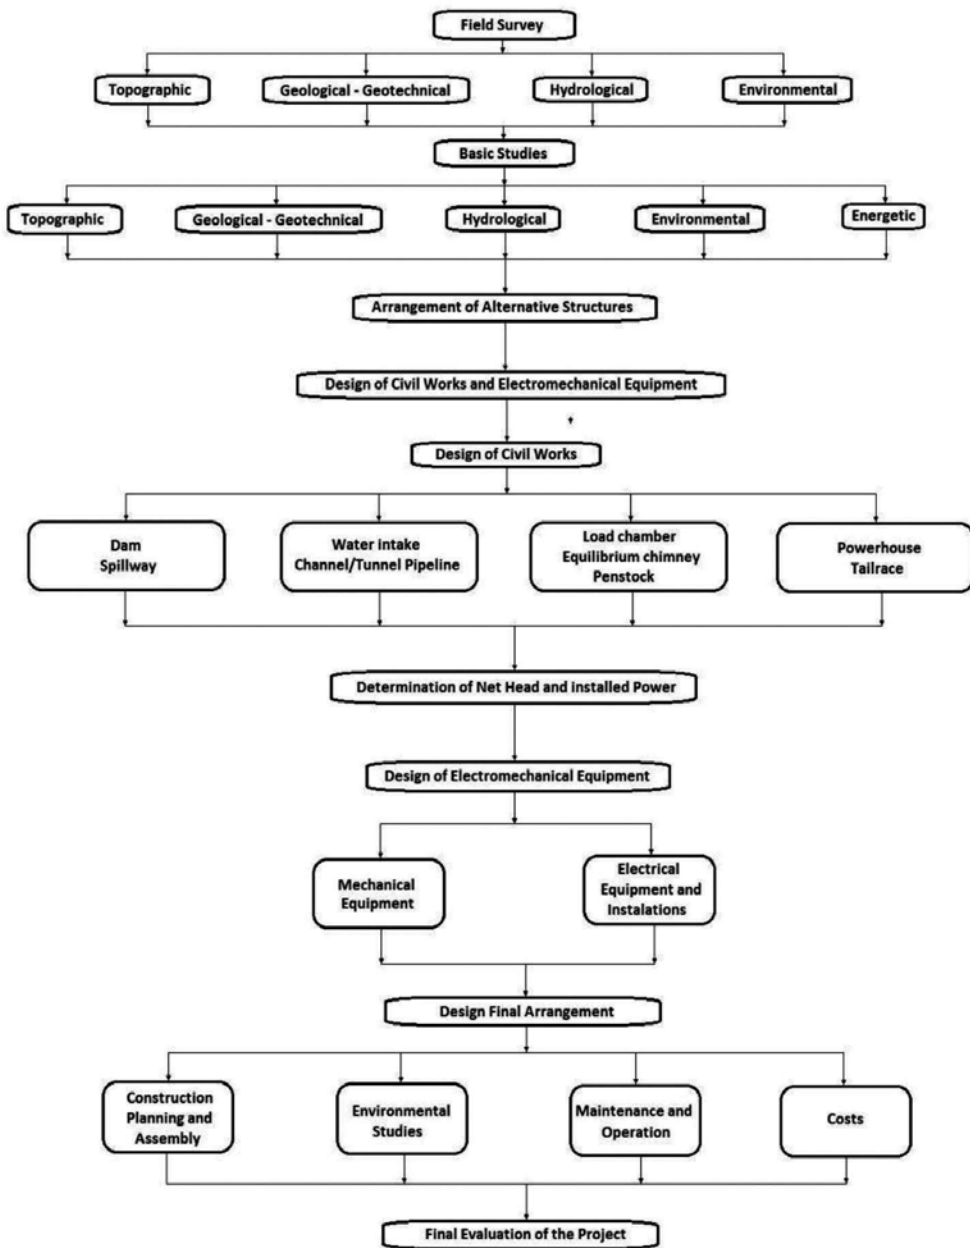 Field Survey
Topographic
Geological - Geotechnical
Hydrological
Environmental
Basic Studies
Topographic
Geological - Geotechnical
Hydrological
Environmental
Energetic
Arrangement of Alternative Structures
Design of Civil Works and Electromechanical Equipment
Design of Civil Works
Dam
Spillway
Water intake
Channel/Tunnel Pipeline
Load chamber
Equilibrium chimney
Penstock
Powerhouse
Tailrace
Determination of Net Head and Installed Power
Design of Electromechanical Equipment
Mechanical
Equipment
Electrical
Equipment and
Instalations
Design Final Arrangement
Construction
Planning and
Assembly
Environmental
Studies
Maintenance and
Operation
Costs
Final Evaluation of the Project